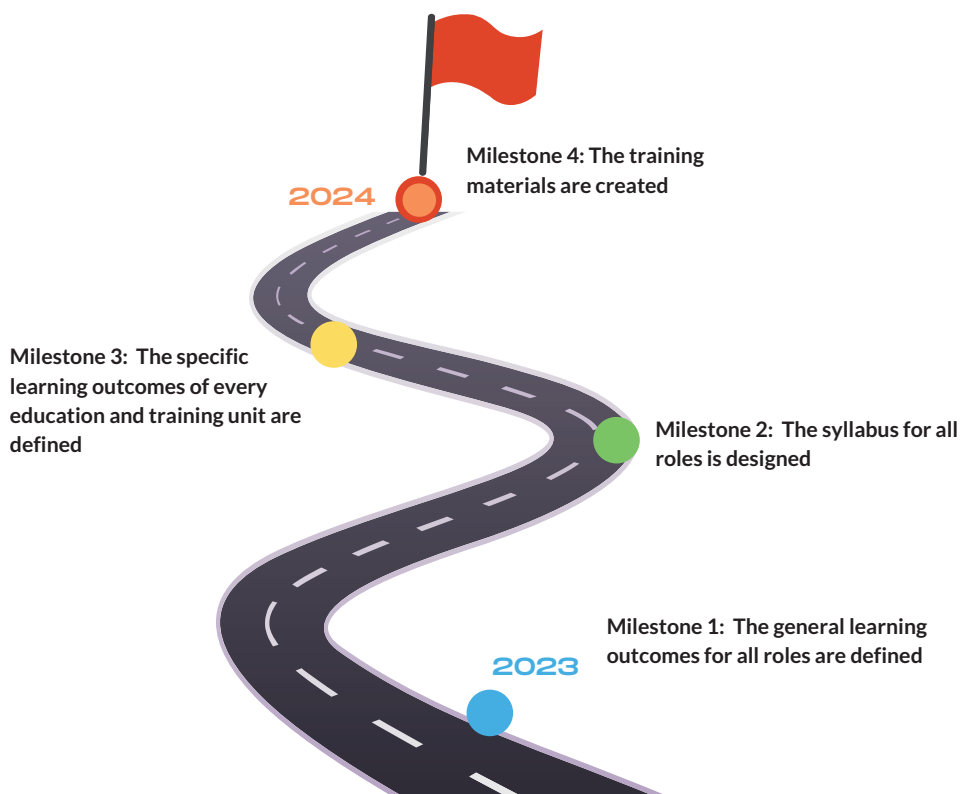 Milestone 4: The training
materials are created
2024
Milestone 3:  The specific
learning outcomes of every
education and training unit are
defined
Milestone 2:  The syllabus for all
roles is designed
Milestone 1:  The general learning
outcomes for all roles are defined
2023